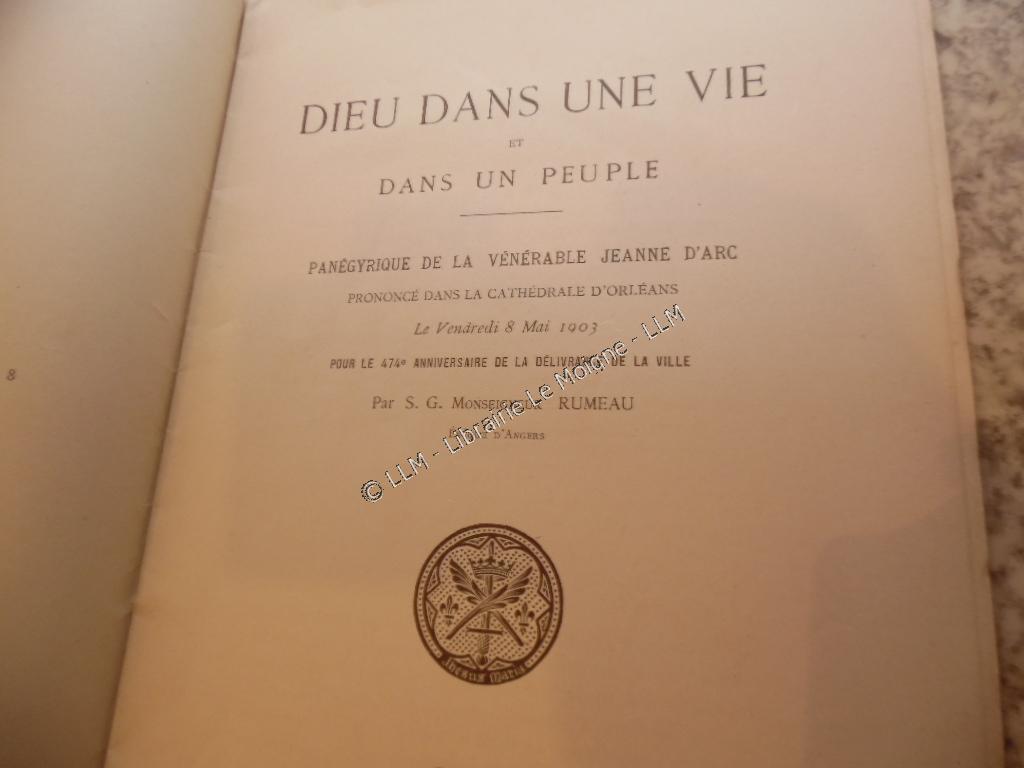 8
DIEU DANS UNE VIE
ET
DANS UN PEUPLE
PANÉGYRIQUE DE LA VÉNÉRABLE JEANNE D'ARC
PRONONCÉ DANS LA CATHÉDRALE D'ORLÉANS
Le Vendredi 8 Mai 1903
POUR LE 474e ANNIVERSAIRE DE LA DÉLIVRANCE DE LA VILLE
Par S. G. Monseigneur RUMEAU
D'Angers
© LLM - Librairie Le Moigne - LLM
Jhesus Maria